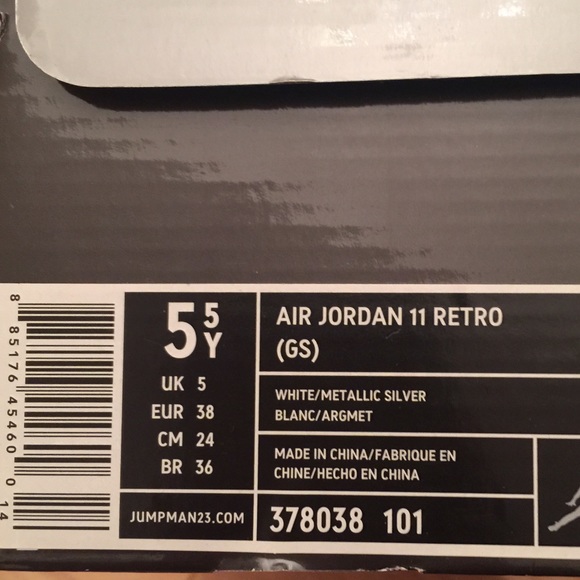 8 85176 45460 0 14
5 5Y
UK 5
EUR 38
CM 24
BR 36
JUMPMAN23.COM
AIR JORDAN 11 RETRO
(GS)
WHITE/METALLIC SILVER
BLANC/ARGMET
MADE IN CHINA/FABRIQUE EN
CHINE/HECHO EN CHINA
378038 101